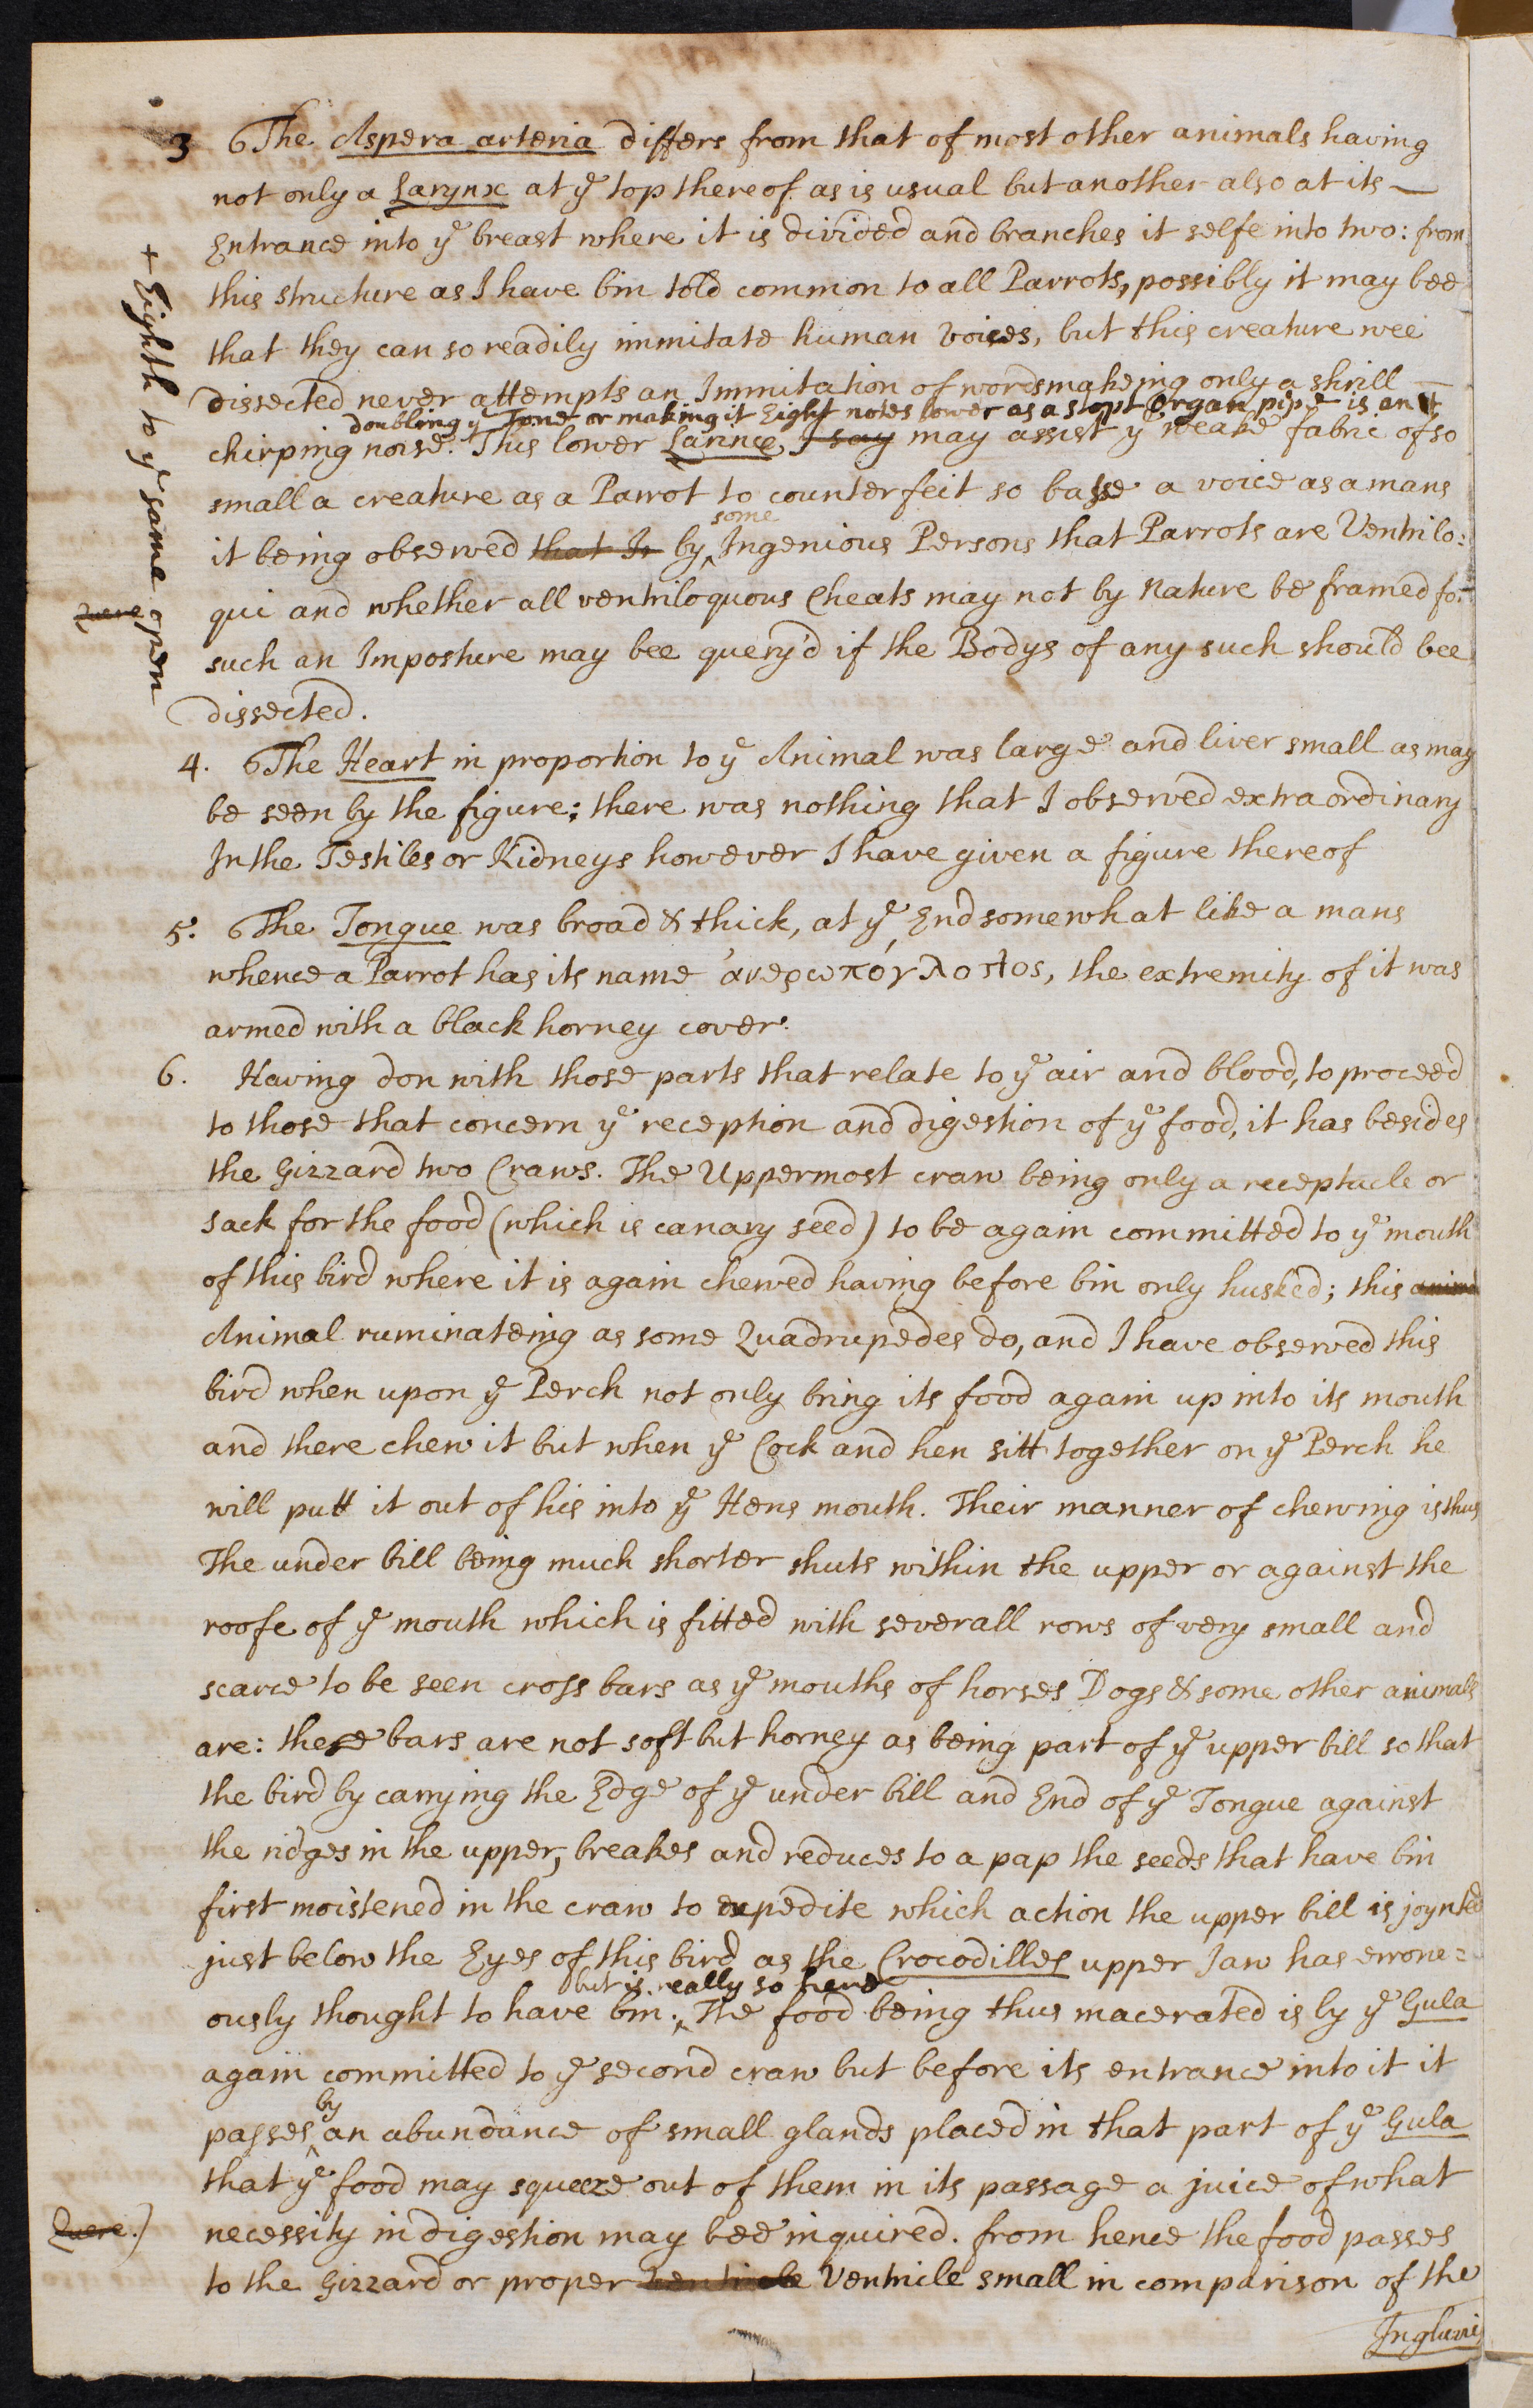 3 The Aspera arteria differs from that of most other animals having
not only a Larynx at yᵉ top thereof as is usual but another also at its
Entrance into yᵉ breast where it is divided and branches it selfe into two: from
this structure as I have bin told common to all Parrots, possibly it may bee
that they can so readily immitate human voices, but this creature wee
dissected never attempts an Immitation of words makeing only a shrill
doubling yᵉ Tone or making it Eight notes lower as a stopt Organ pipe is an +
chirping noise. This lower Larinx I say may assist yᵉ weake fabric of so
small a creature as a Parrot to counterfeit so basse a voice as a mans
some
it being observed that Ir by ^ Ingenious Persons that Parrots are Ventrilo:
Quere
qui and whether all ventriloquous Cheats may not by Nature be framed for
such an Imposture may bee query'd if the Bodys of any such should bee
dissected.
+ Eighth to yᵉ same open
4. The Heart in proportion to yᵉ Animal was large and liver small as may
be seen by the figure; there was nothing that I observed extraordinary
In the Testiles or Kidneys however I have given a figure thereof
5. The Tongue was broad & thick, at yᵉ End somewhat like a mans
whence a Parrot has its name the extremity of it was
armed with a black horney cover.
6. Having don with those parts that relate to yᵉ air and blood, to proceed
to those that concern yᵉ reception and digestion of yᵉ food, it has besides
the Gizzard two Craws. The Uppermost craw being only a receptacle or
sack for the food (which is canary seed) to be again committed to yᵉ mouth
of this bird where it is again chewed having before bin only husked; this anima
Animal ruminateing as some Quadrupedes do, and I have observed this
bird when upon yᵉ Perch not only bring its food again up into its mouth
and there chew it but when yᵉ Cock and hen sitt together on yᵉ Perch he
will putt it out of his into yᵉ Hens mouth. Their manner of chewing is thus
The under bill being much shorter shuts within the upper or against the
roofe of yᵉ mouth which is fitted with severall rows of very small and
scarce to be seen cross bars as yᵉ mouths of horses Dogs & some other animals
are: these bars are not soft but horney as being part of yᵉ upper bill so that
the bird by carrying the Edge of yᵉ under bill and End of yᵉ Tongue against
the ridges in the upper, breakes and reduces to a pap the seeds that have bin
first moistened in the craw to expedite which action the upper bill is joynted
just below the Eyes of this bird as the Crocodilles upper Jaw has errone=
but is really so here
ously thought to have bin. ^ The food being thus macerated is by yᵉ Gula
again committed to yᵉ second craw but before its entrance into it it
by
passes ^ an abundance of small glands placed in that part of yᵉ Gula
that yᵉ food may squeeze out of them in its passage a juice of what
Quere.)
necessity in digestion may bee inquired. from hence the food passes
to the Gizzard or proper Ventricle Ventricle small in comparison of the
Ingluvi